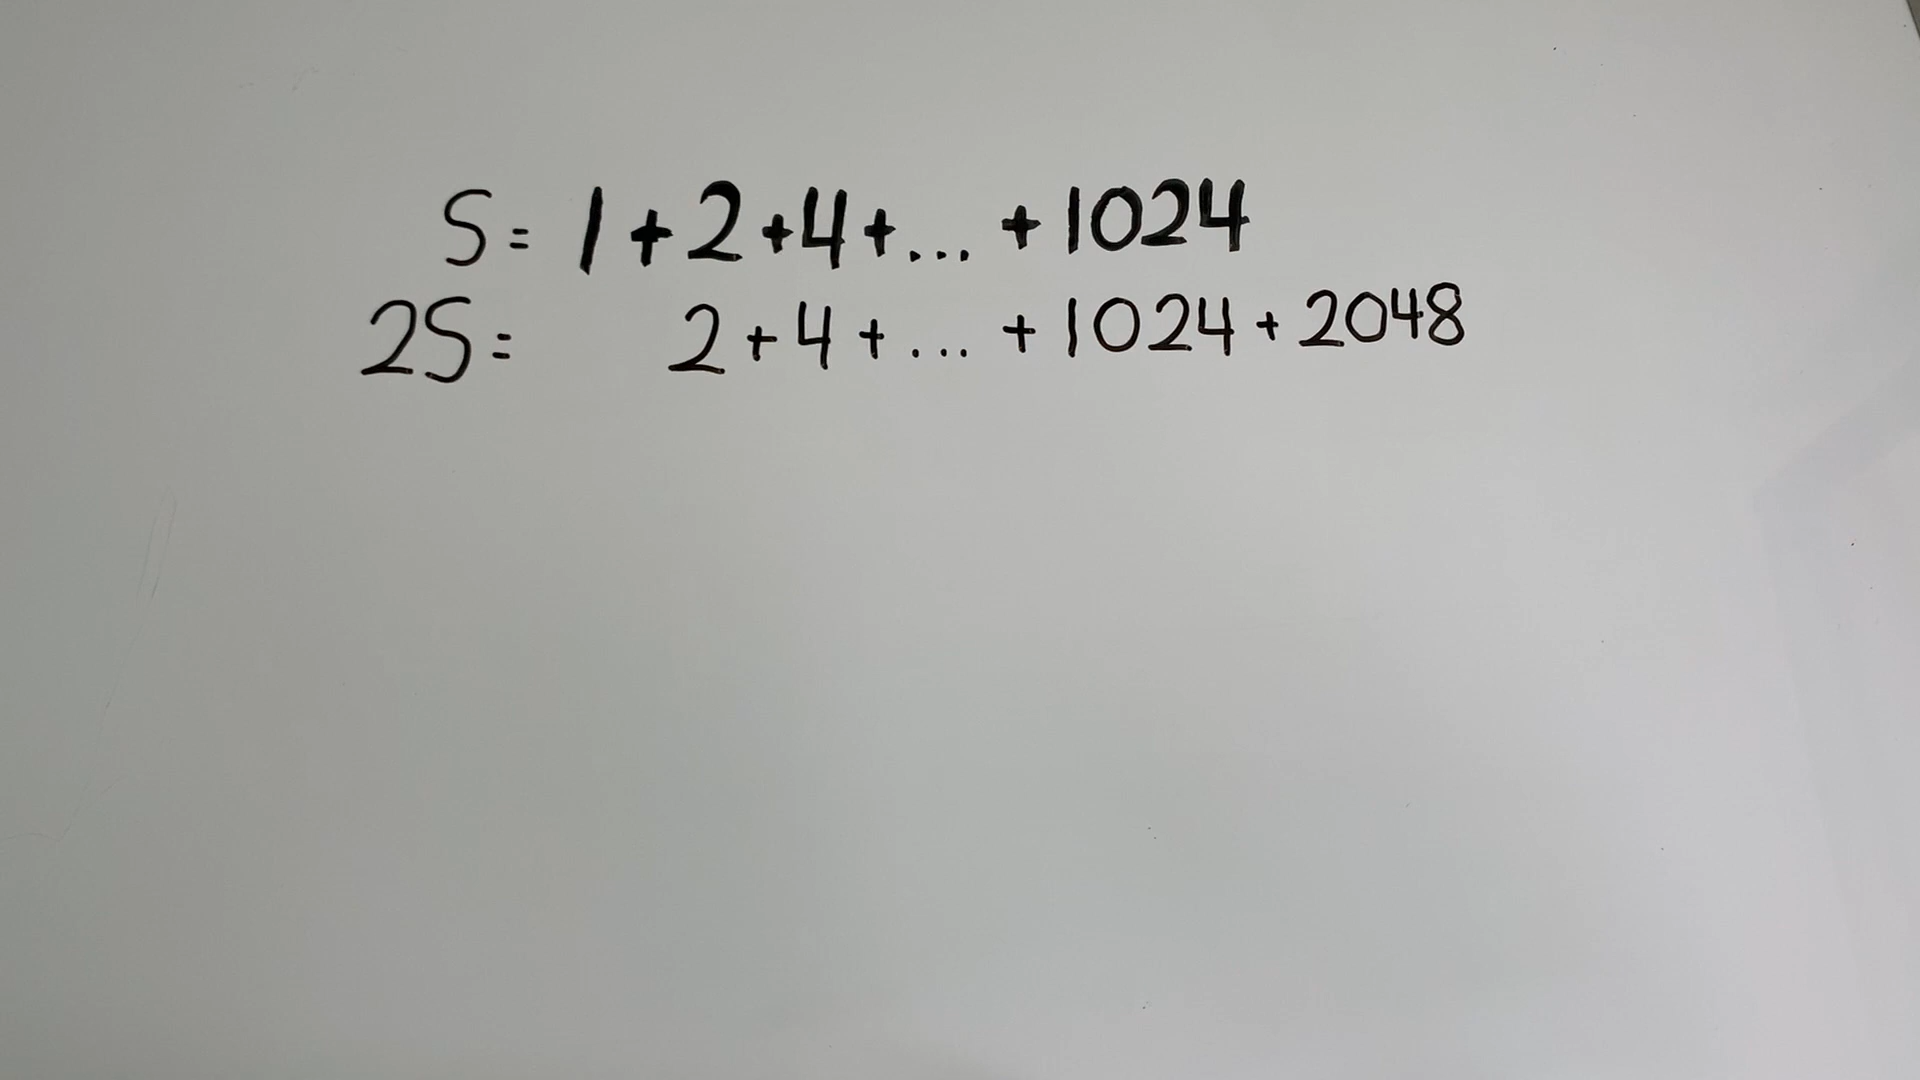 S = 1 + 2 + 4 + ... + 1024
2S = 2 + 4 + ... + 1024 + 2048